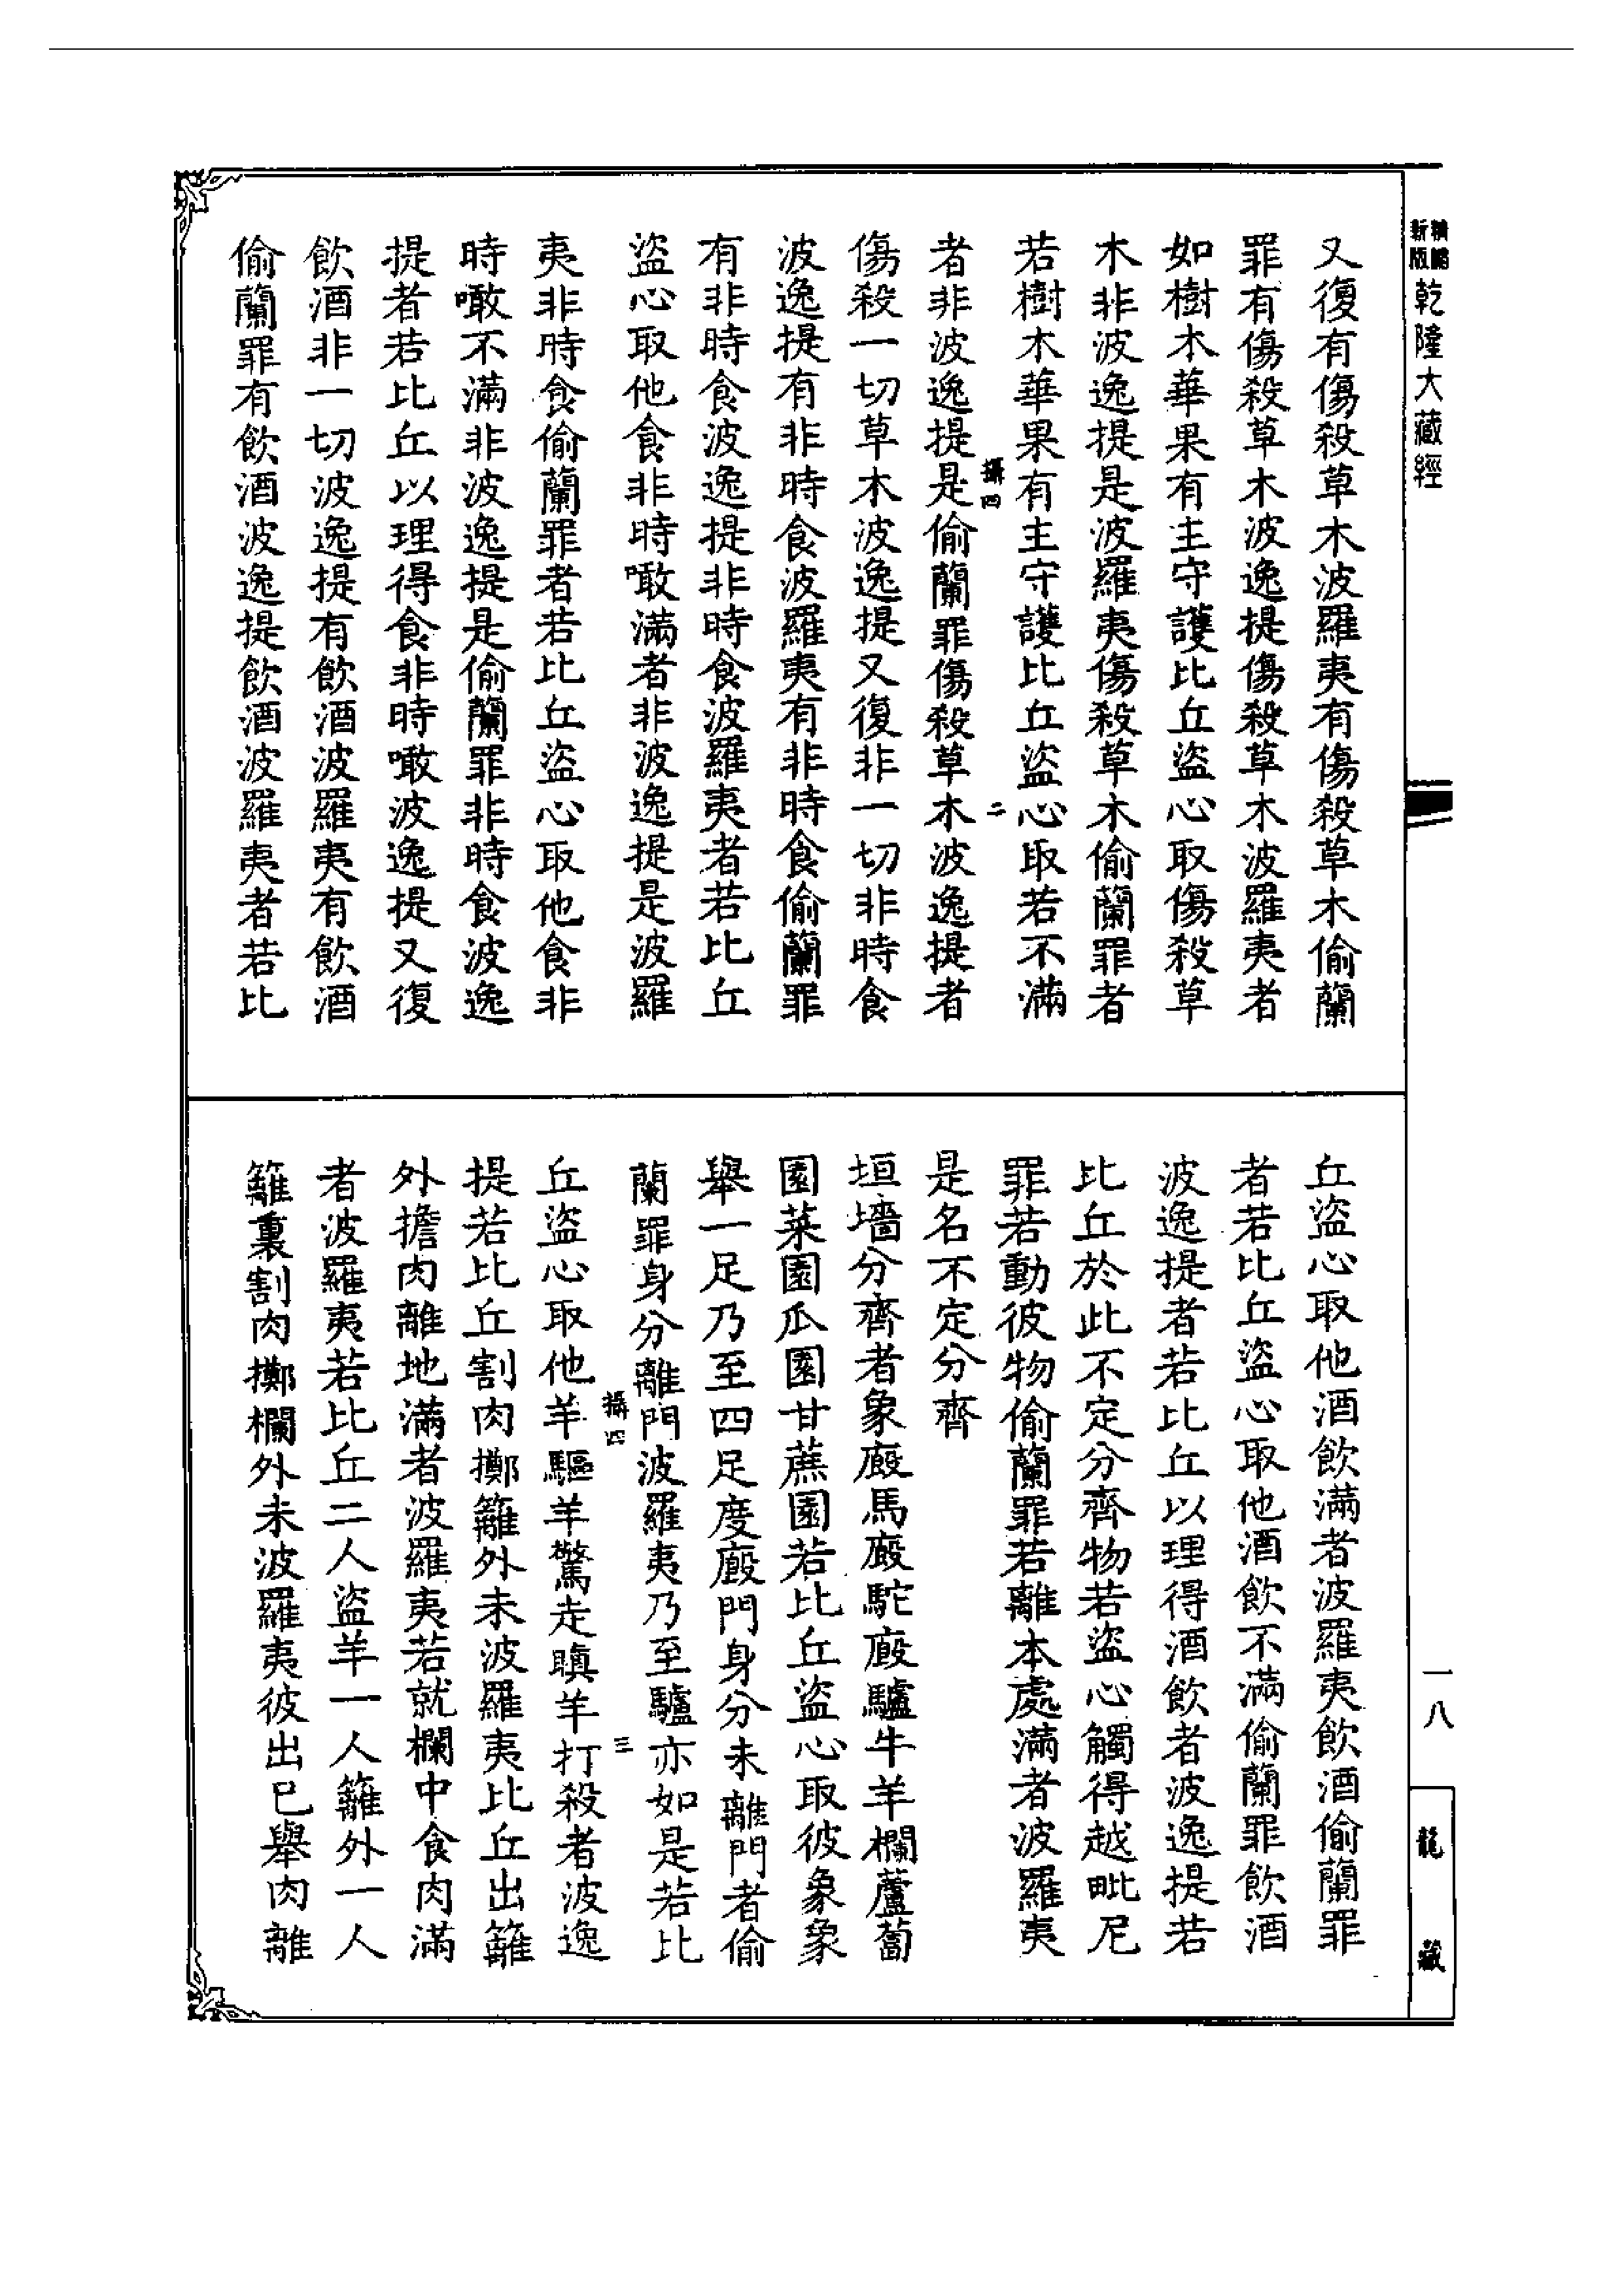 新版精縮乾隆大藏經
又復有傷殺草木波羅夷有傷殺草木偷蘭
罪有傷殺草木波逸提傷殺草木波羅夷者
如樹木華果有主守護比丘盜心取傷殺草
木非波逸提是波羅夷傷殺草木偷蘭罪者
若樹木華果有主守護比丘盜心取若不滿
攝四
二
者非波逸提是偷蘭罪傷殺草木波逸提者
傷殺一切草木波逸提又復非一切非時食
波逸提有非時食波羅夷有非時食偷蘭罪
有非時食波逸提非時食波羅夷者若比丘
盜心取他食非時噉滿者非波逸提是波羅
夷非時食偷蘭罪者若比丘盜心取他食非
時噉不滿非波逸提是偷蘭罪非時食波逸
提者若比丘以理得食非時噉波逸提又復
飲酒非一切波逸提有飲酒波羅夷有飲酒
偷蘭罪有飲酒波逸提飲酒波羅夷者若比
丘盜心取他酒飲滿者波羅夷飲酒偷蘭罪
者若比丘盜心取他酒飲不滿偷蘭罪飲酒
波逸提者若比丘以理得酒飲者波逸提若
比丘於此不定分齊物若盜心觸得越毗尼
罪若動彼物偷蘭罪若離本處滿者波羅夷
是名不定分齊
垣墻分齊者象廄馬廄駝廄驢牛羊欄蘆蔔
園菜園瓜園甘蔗園若比丘盜心取彼象象
舉一足乃至四足度廄門身分未離門者偷
蘭罪身分離門波羅夷乃至驢亦如是若比
攝四
三
丘盜心取他羊驅羊驚走瞋羊打殺者波逸
提若比丘割肉擲籬外未波羅夷比丘出籬
外擔肉離地滿者波羅夷若就欄中食肉滿
者波羅夷若比丘二人盜羊一人籬外一人
籬裏割肉擲欄外未波羅夷彼出已舉肉離
一八
龍藏